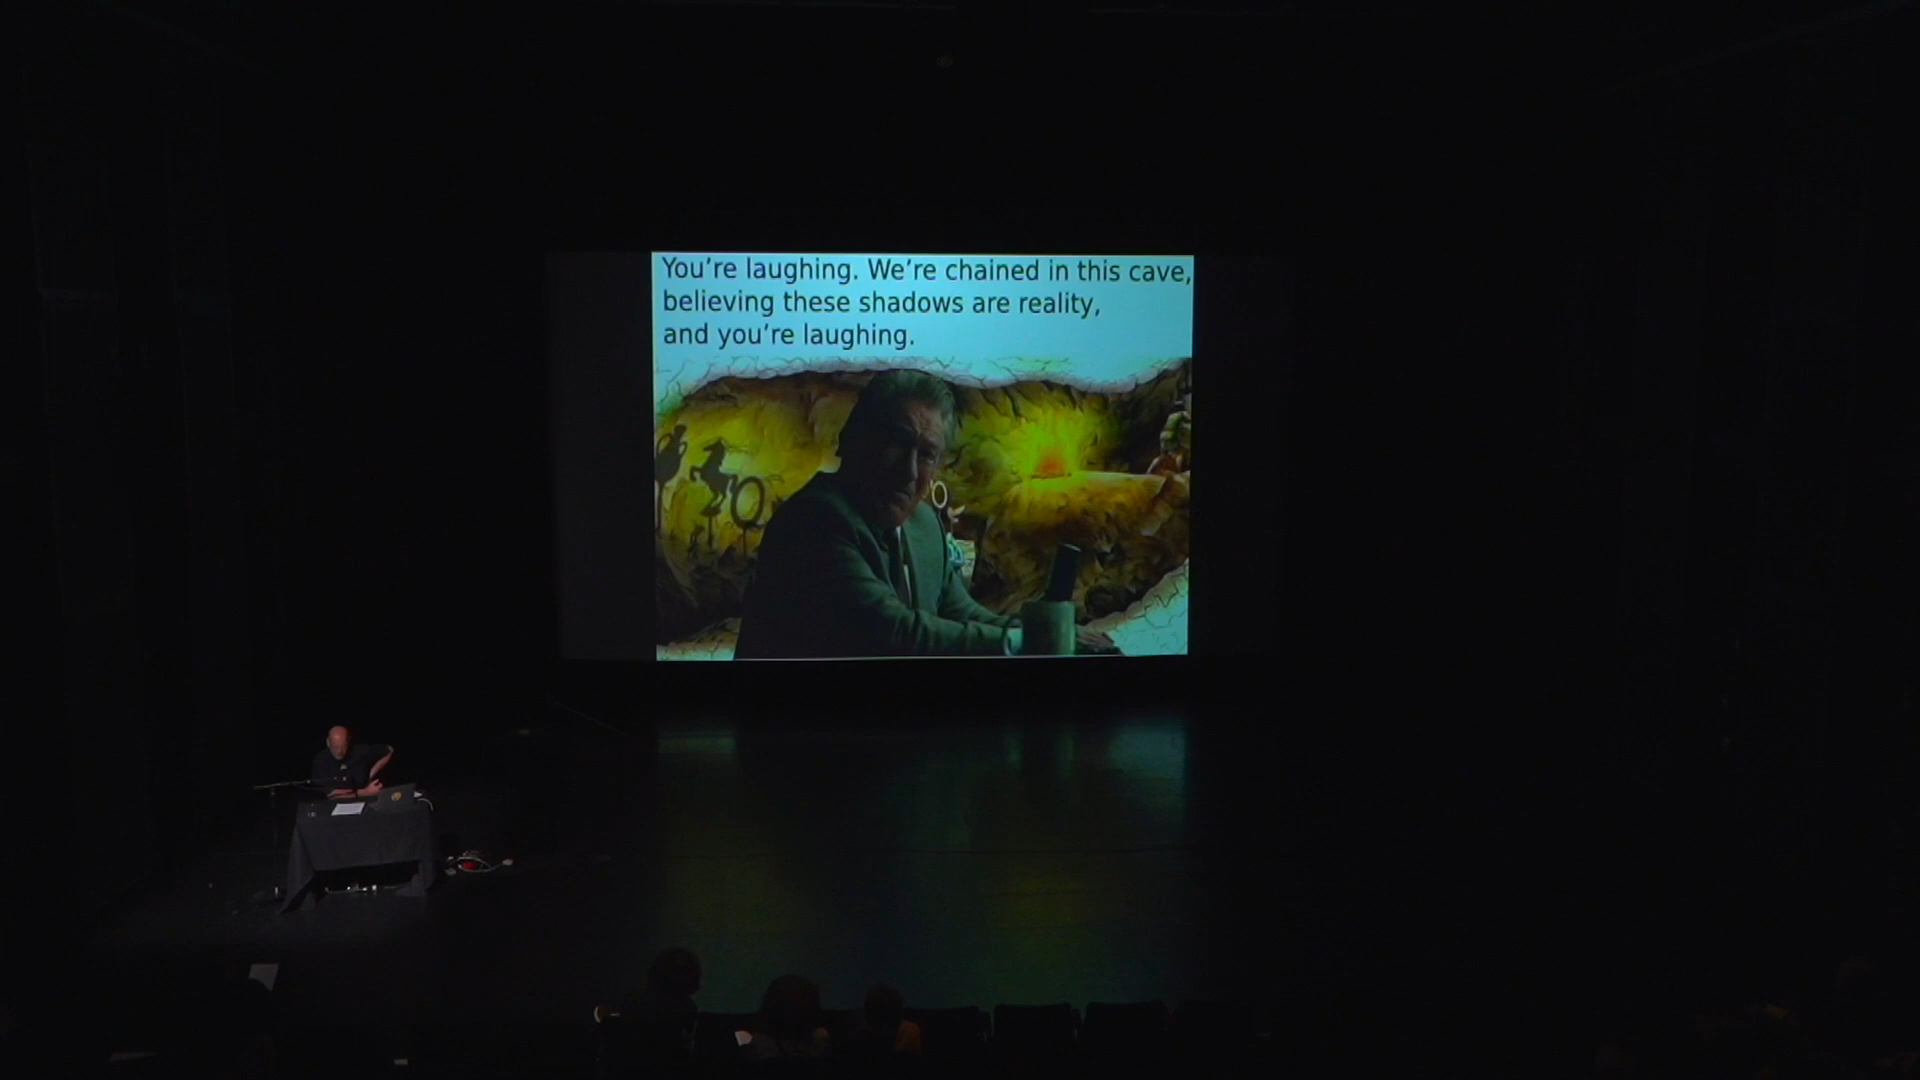 You're laughing. We're chained in this cave,
believing these shadows are reality,
and you're laughing.